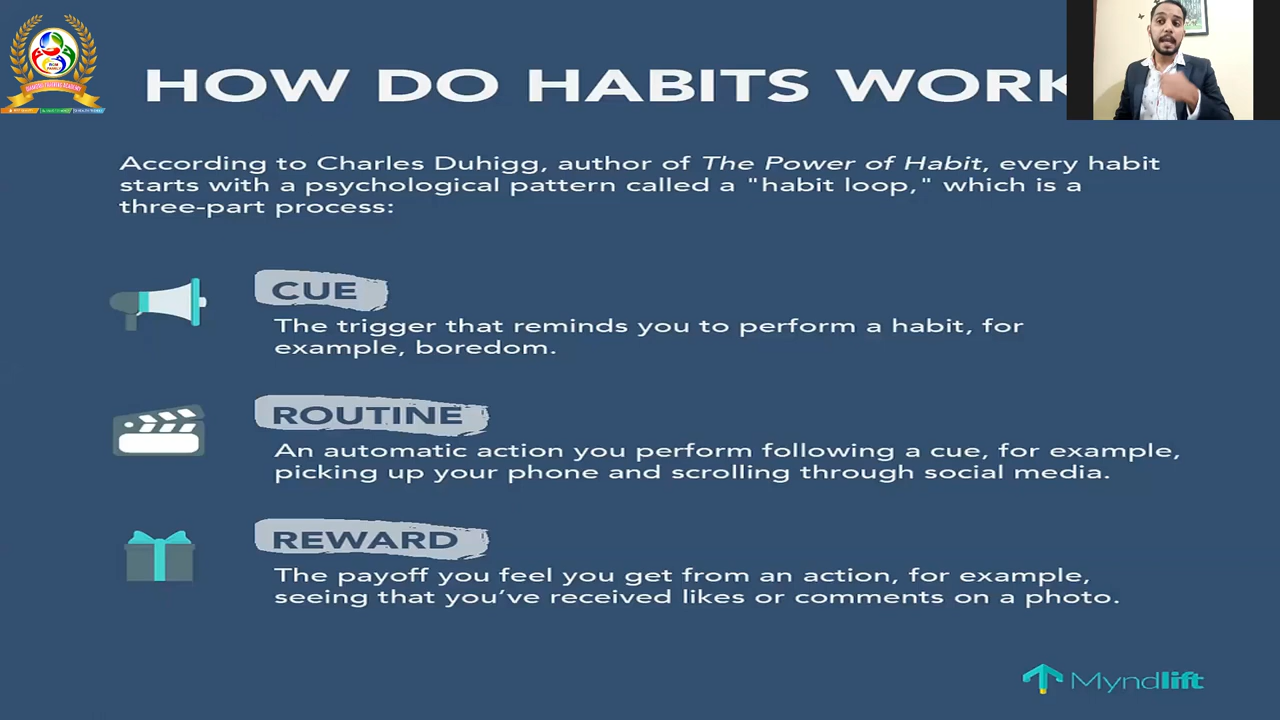 HOW DO HABITS WORK
According to Charles Duhigg, author of The Power of Habit, every habit
starts with a psychological pattern called a "habit loop," which is a
three-part process:
CUE
The trigger that reminds you to perform a habit, for
example, boredom.
ROUTINE
An automatic action you perform following a cue, for example,
picking up your phone and scrolling through social media.
REWARD
The payoff you feel you get from an action, for example,
seeing that you've received likes or comments on a photo.
Myndlift